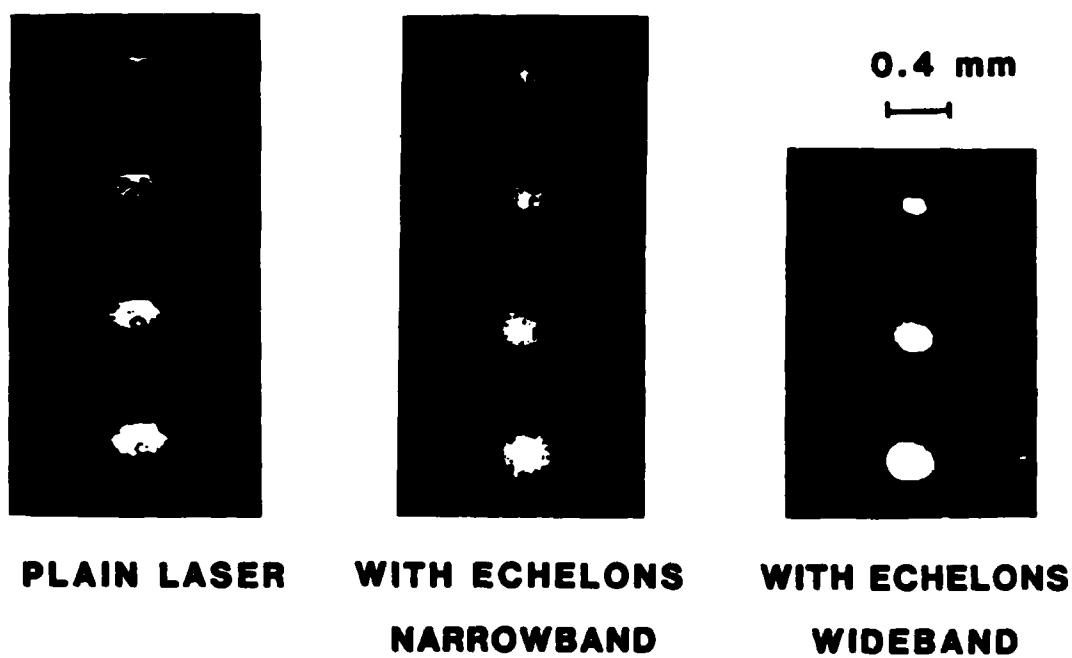 0.4 mm
PLAIN LASER
WITH ECHELONS
NARROWBAND
WITH ECHELONS
WIDEBAND